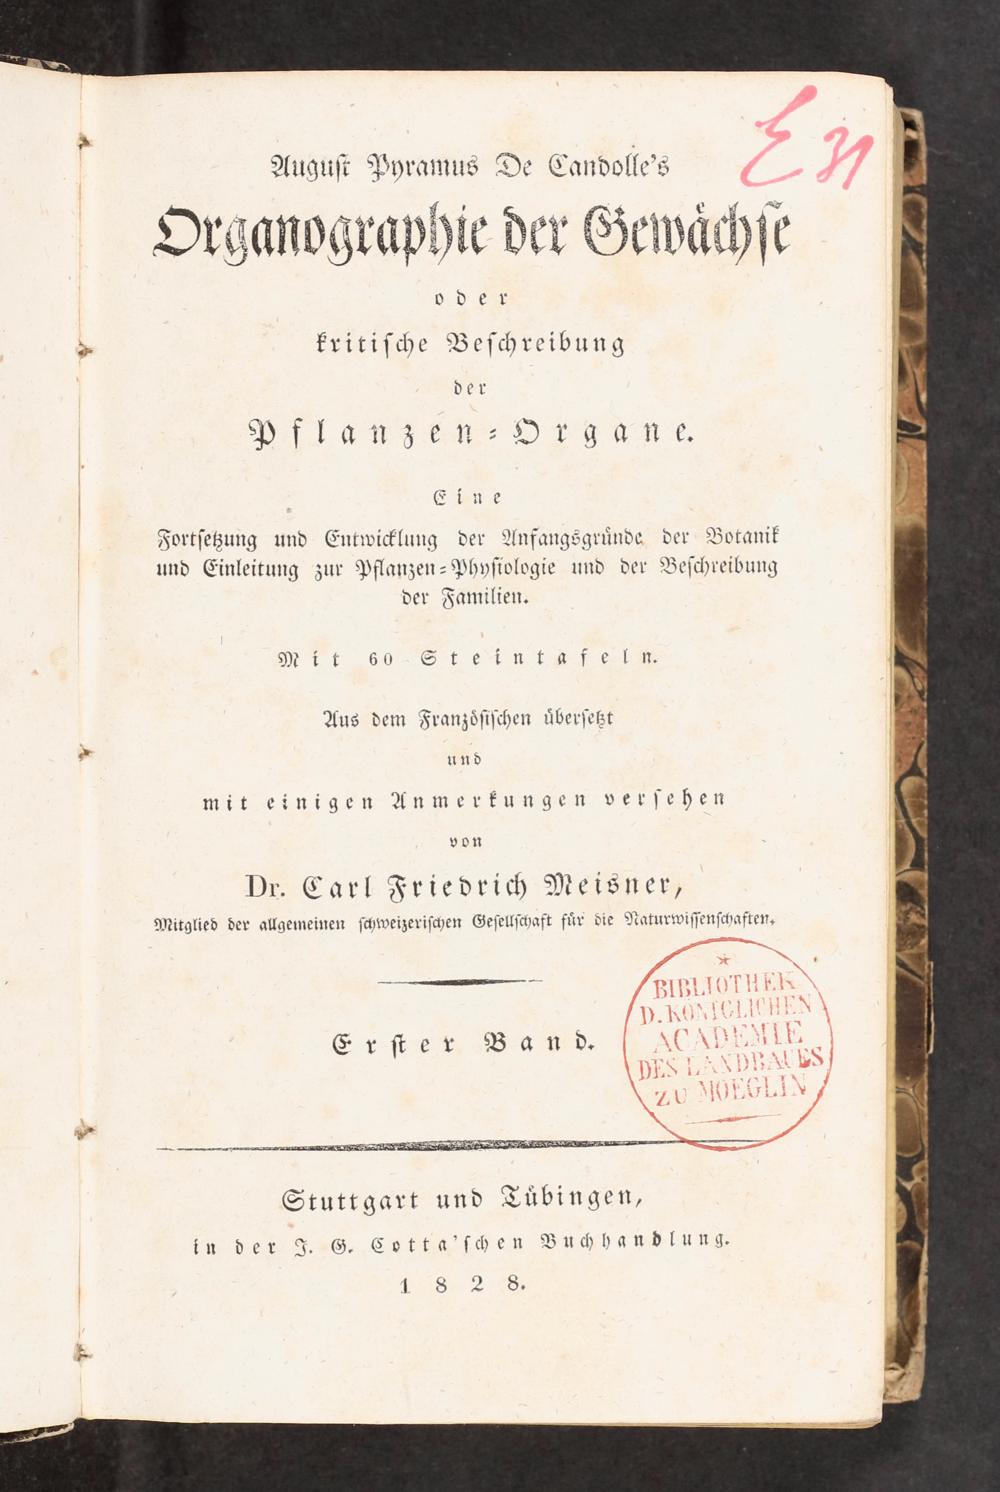 E 31
August Pyramus De Candolle's
Organographie der Gewächse
oder
kritische Beschreibung
der
Pflanzen=Organe.
Eine
Fortsetzung und Entwicklung der Anfangsgründe der Botanik
und Einleitung zur Pflanzen=Physiologie und der Beschreibung
der Familien.
Mit 60 Steintafeln.
Aus dem Französischen übersetzt
und
mit einigen Anmerkungen versehen
von
Dr. Carl Friedrich Meisner,
Mitglied der allgemeinen schweizerischen Gesellschaft für die Naturwissenschaften.
Erster Band.
BIBLIOTHEK
D. KÖNIGLICHEN
ACADEMIE
DES LANDBAUES
ZU MOEGLIN
Stuttgart und Tübingen,
in der J. G. Cotta'schen Buchhandlung.
1828.